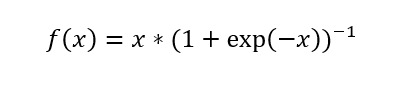 f(x) = x * (1 + exp(−x))⁻¹